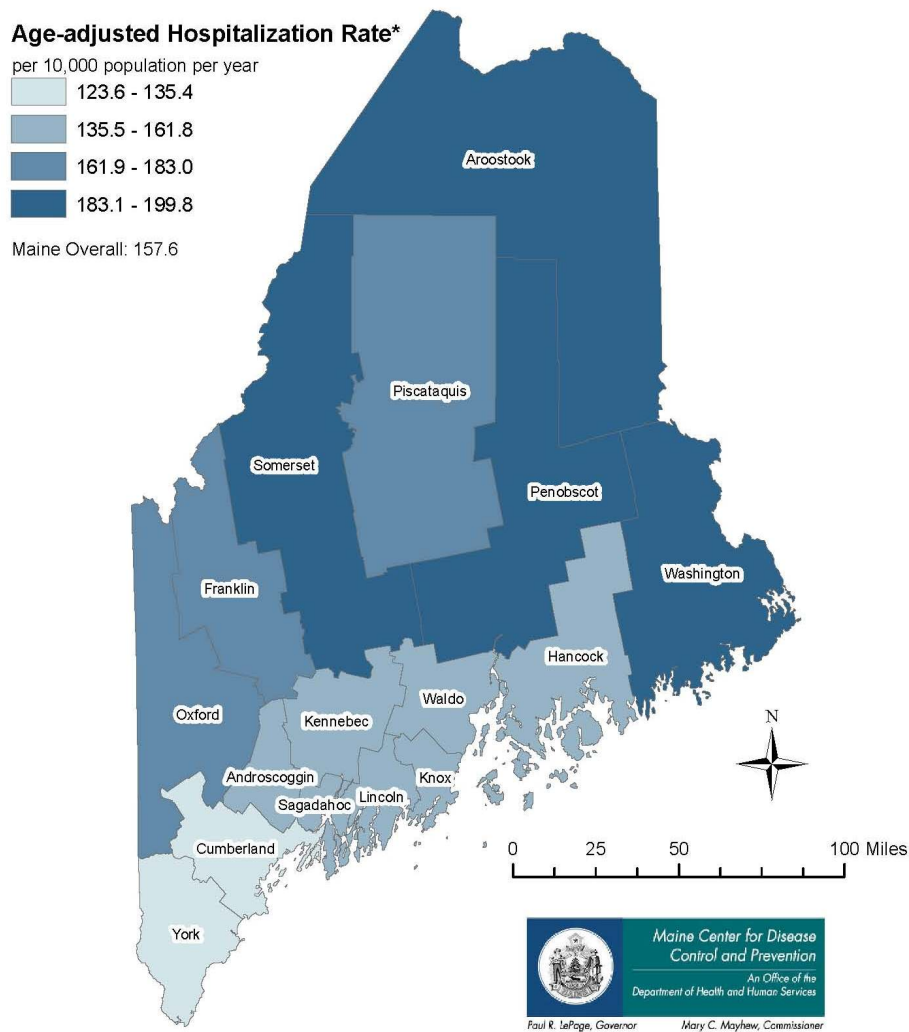 Age-adjusted Hospitalization Rate*
per 10,000 population per year
123.6 - 135.4
135.5 - 161.8
161.9 - 183.0
183.1 - 199.8
Maine Overall: 157.6
Aroostook
Piscataquis
Somerset
Penobscot
Washington
Franklin
Hancock
Waldo
Oxford
Kennebec
Androscoggin
Knox
Lincoln
Sagadahoc
Cumberland
York
N
0 25 50 100 Miles
Maine Center for Disease
Control and Prevention
An Office of the
Department of Health and Human Services
Paul R. LePage, Governor Mary C. Mayhew, Commissioner